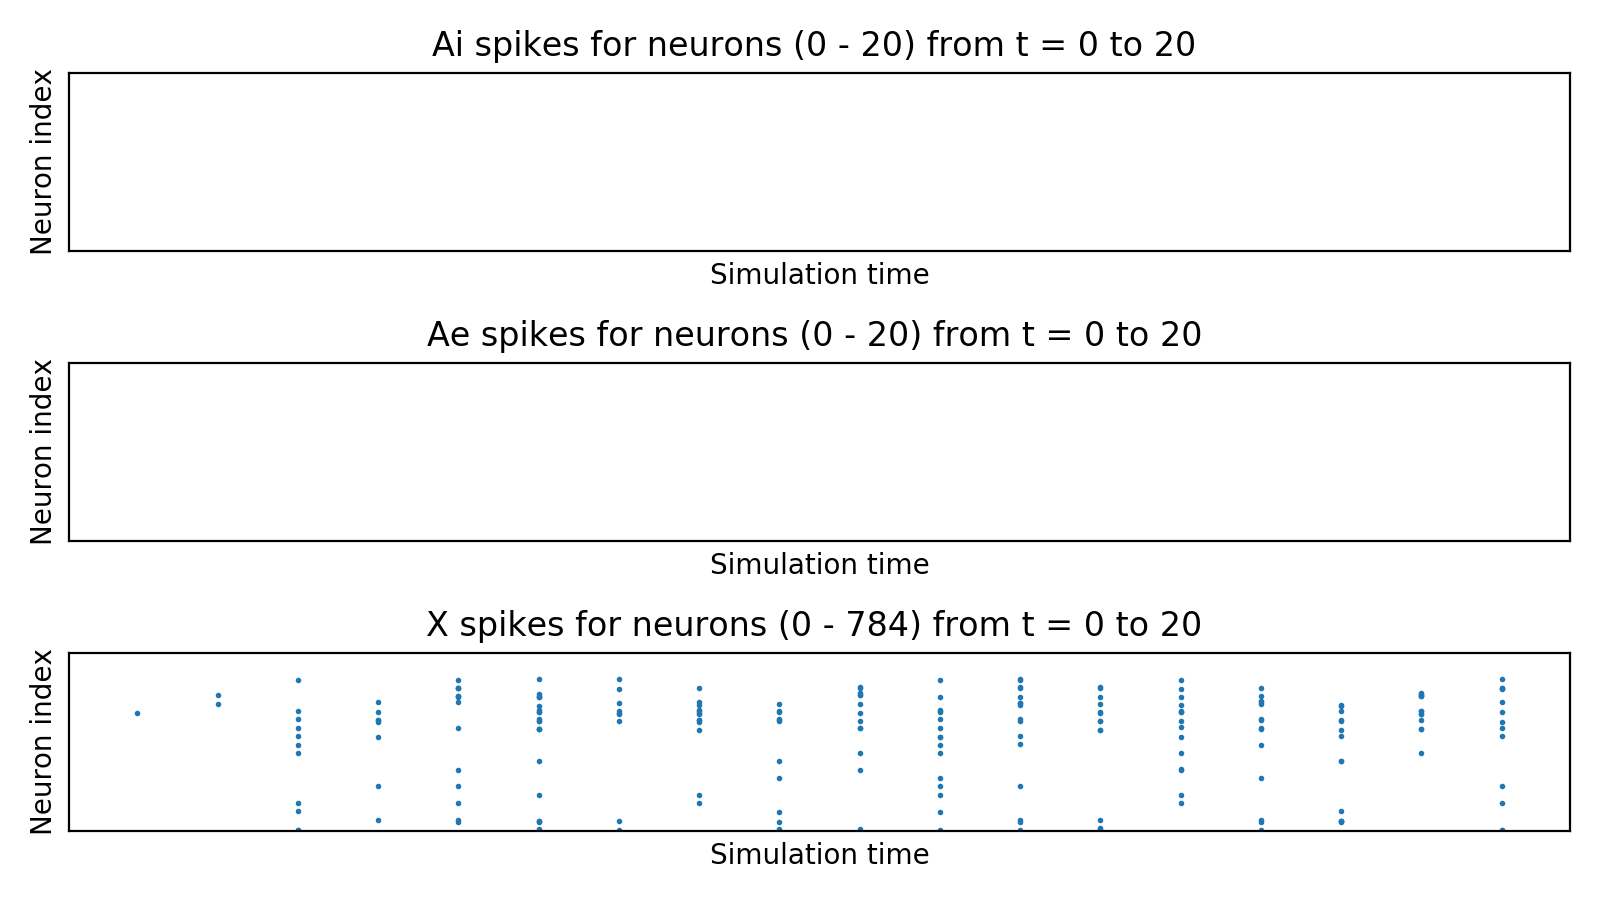 Ai spikes for neurons (0 - 20) from t = 0 to 20
Neuron index
Simulation time
Ae spikes for neurons (0 - 20) from t = 0 to 20
Neuron index
Simulation time
X spikes for neurons (0 - 784) from t = 0 to 20
Neuron index
Simulation time